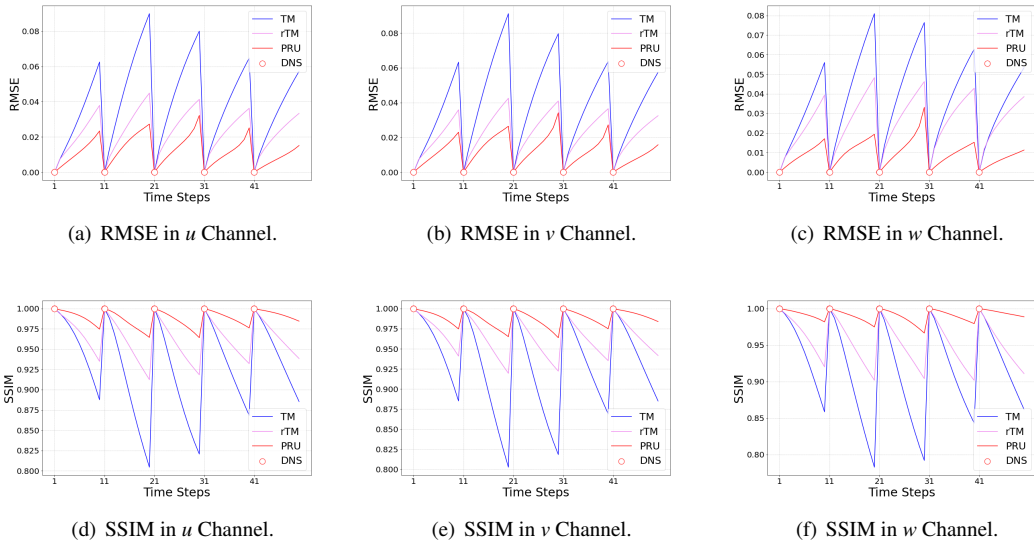 TM
rTM
PRU
DNS
RMSE
0.08
0.06
0.04
0.02
0.00
1 11 21 31 41
Time Steps
(a) RMSE in u Channel.
TM
rTM
PRU
DNS
RMSE
0.08
0.06
0.04
0.02
0.00
1 11 21 31 41
Time Steps
(b) RMSE in v Channel.
TM
rTM
PRU
DNS
RMSE
0.08
0.07
0.06
0.05
0.04
0.03
0.02
0.01
0.00
1 11 21 31 41
Time Steps
(c) RMSE in w Channel.
SSIM
1.000
0.975
0.950
0.925
0.900
0.875
0.850
0.825
0.800
TM
rTM
PRU
DNS
1 11 21 31 41
Time Steps
(d) SSIM in u Channel.
SSIM
1.000
0.975
0.950
0.925
0.900
0.875
0.850
0.825
0.800
TM
rTM
PRU
DNS
1 11 21 31 41
Time Steps
(e) SSIM in v Channel.
SSIM
1.00
0.95
0.90
0.85
0.80
TM
rTM
PRU
DNS
1 11 21 31 41
Time Steps
(f) SSIM in w Channel.